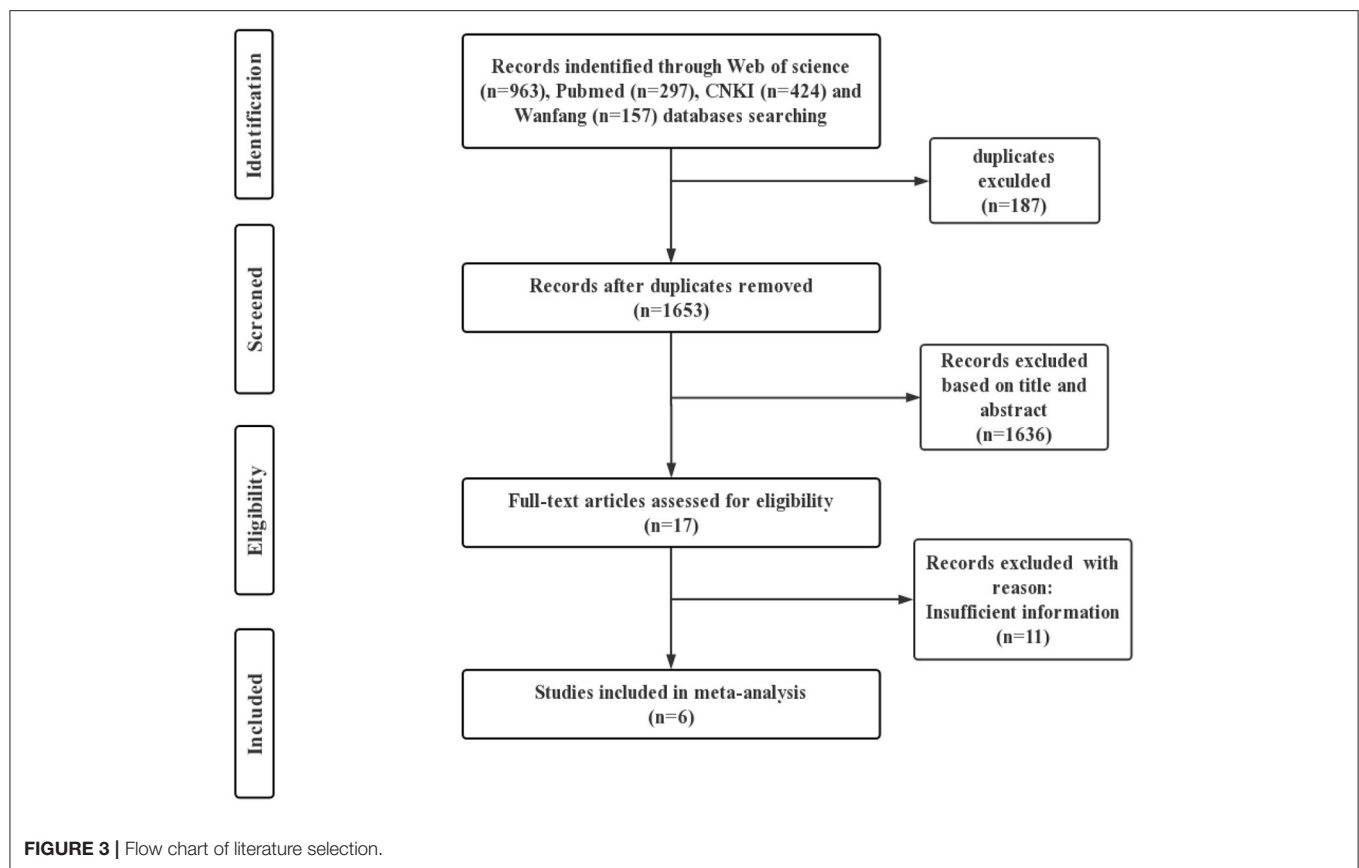 Identification
Records indentified through Web of science
(n=963), Pubmed (n=297), CNKI (n=424) and
Wanfang (n=157) databases searching
duplicates
exculded
(n=187)
Screened
Records after duplicates removed
(n=1653)
Records excluded
based on title and
abstract
(n=1636)
Eligibility
Full-text articles assessed for eligibility
(n=17)
Records excluded with
reason:
Insufficient information
(n=11)
Included
Studies included in meta-analysis
(n=6)
FIGURE 3 | Flow chart of literature selection.